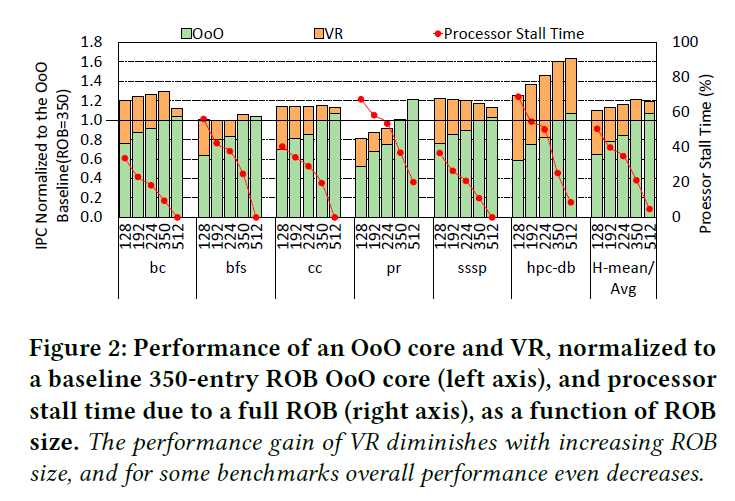 OoO VR Processor Stall Time
IPC Normalized to the OoO
Baseline(ROB=350)
1.8
1.6
1.4
1.2
1.0
0.8
0.6
0.4
0.2
0.0
100
80
60
40
20
0
Proessor Stall Time (%)
128 192 224 350 512 128 192 224 350 512 128 192 224 350 512 128 192 224 350 512 128 192 224 350 512 128 192 224 350 512 128 192 224 350 512
bc bfs cc pr sssp hpc-db H-mean/
Avg
Figure 2: Performance of an OoO core and VR, normalized to
a baseline 350-entry ROB OoO core (left axis), and processor
stall time due to a full ROB (right axis), as a function of ROB
size. The performance gain of VR diminishes with increasing ROB
size, and for some benchmarks overall performance even decreases.